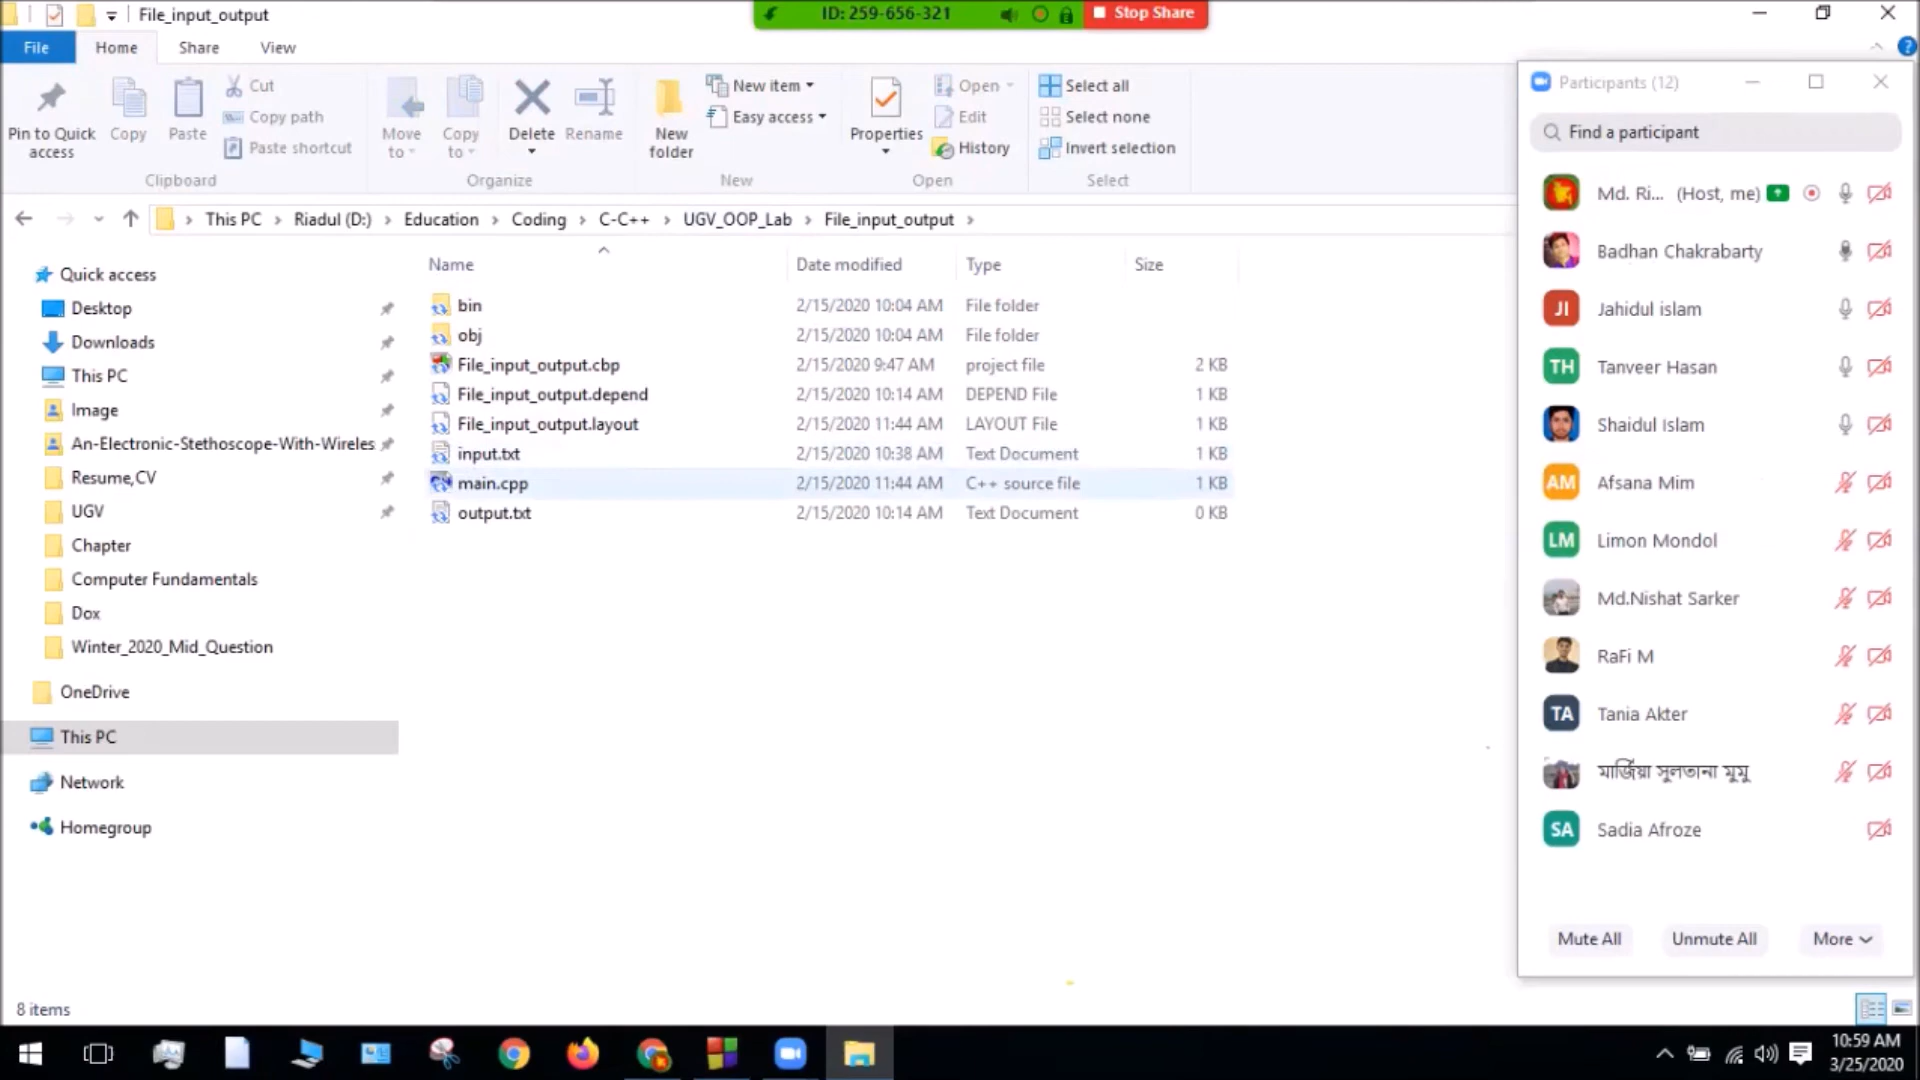 File_input_output
ID: 259-656-321
Stop Share
File
Home
Share
View
Pin to Quick access
Copy
Paste
Cut
Copy path
Paste shortcut
Clipboard
Move to
Copy to
Delete
Rename
Organize
New folder
New item
Easy access
New
Properties
Open
Edit
History
Open
Select all
Select none
Invert selection
Select
This PC > Riadul (D:) > Education > Coding > C-C++ > UGV_OOP_Lab > File_input_output >
Quick access
Desktop
Downloads
This PC
Image
An-Electronic-Stethoscope-With-Wireles
Resume,CV
UGV
Chapter
Computer Fundamentals
Dox
Winter_2020_Mid_Question
OneDrive
This PC
Network
Homegroup
Name Date modified Type Size
bin 2/15/2020 10:04 AM File folder
obj 2/15/2020 10:04 AM File folder
File_input_output.cbp 2/15/2020 9:47 AM project file 2 KB
File_input_output.depend 2/15/2020 10:14 AM DEPEND File 1 KB
File_input_output.layout 2/15/2020 11:44 AM LAYOUT File 1 KB
input.txt 2/15/2020 10:38 AM Text Document 1 KB
main.cpp 2/15/2020 11:44 AM C++ source file 1 KB
output.txt 2/15/2020 10:14 AM Text Document 0 KB
Participants (12)
Find a participant
Md. Ri... (Host, me)
Badhan Chakrabarty
JI Jahidul islam
TH Tanveer Hasan
Shaidul Islam
AM Afsana Mim
LM Limon Mondol
Md.Nishat Sarker
RaFi M
TA Tania Akter
মার্জিয়া সুলতানা মুমু
SA Sadia Afroze
Mute All
Unmute All
More
8 items
10:59 AM
3/25/2020